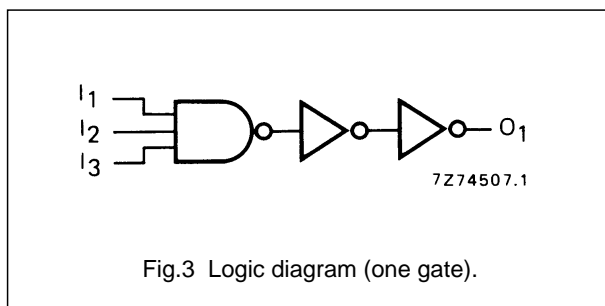 I1
I2
I3
O1
7Z74507.1
Fig.3 Logic diagram (one gate).